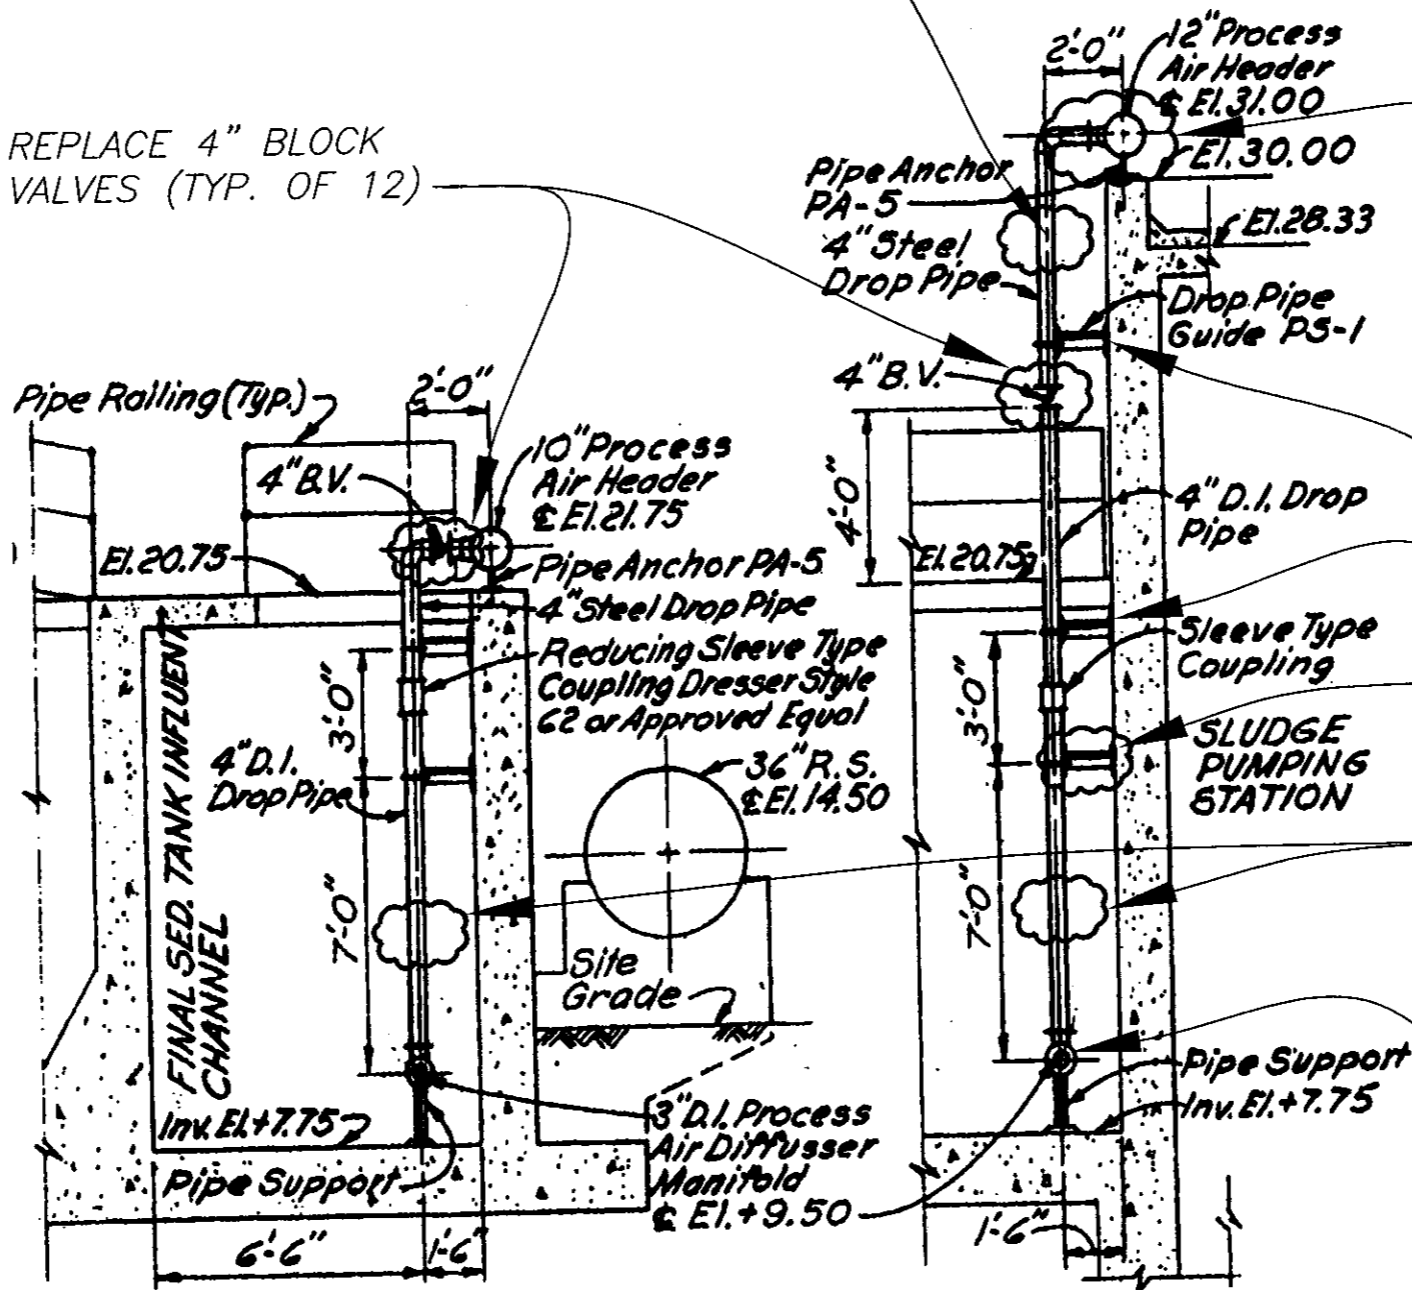 REPLACE 4" BLOCK
VALVES (TYP. OF 12)
Pipe Railing (Typ.)
2'-0"
4" B.V.
10" Process
Air Header
℄ El. 21.75
El. 20.75
Pipe Anchor PA-5
4" Steel Drop Pipe
Reducing Sleeve Type
Coupling Dresser Style
62 or Approved Equal
3'-0"
4" D.I.
Drop Pipe
FINAL SED. TANK INFLUENT
CHANNEL
7'-0"
36" R.S.
℄ El. 14.50
Site
Grade
Inv. El. +7.75
Pipe Support
3" D.I. Process
Air Diffusser
Manifold
℄ El. +9.50
6'-6"
1'-6"
2'-0"
12" Process
Air Header
℄ El. 31.00
El. 30.00
Pipe Anchor
PA-5
El. 28.33
4" Steel
Drop Pipe
Drop Pipe
Guide PS-1
4" B.V.
4'-0"
4" D.I. Drop
Pipe
El. 20.75
Sleeve Type
Coupling
3'-0"
SLUDGE
PUMPING
STATION
7'-0"
Pipe Support
Inv. El. +7.75
1'-6"